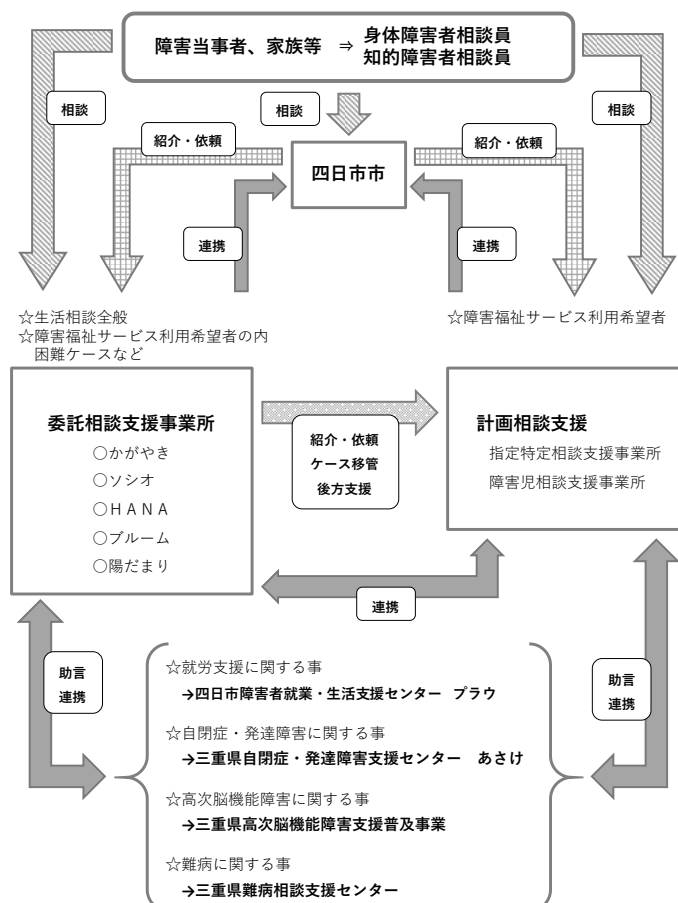 障害当事者、家族等 ⇒ 身体障害者相談員
知的障害者相談員
相談
相談
相談
紹介・依頼
紹介・依頼
四日市市
連携
連携
☆生活相談全般
☆障害福祉サービス利用希望者の内
困難ケースなど
☆障害福祉サービス利用希望者
委託相談支援事業所
○かがやき
○ソシオ
○ＨＡＮＡ
○ブルーム
○陽だまり
紹介・依頼
ケース移管
後方支援
計画相談支援
指定特定相談支援事業所
障害児相談支援事業所
連携
助言
連携
助言
連携
☆就労支援に関する事
→四日市障害者就業・生活支援センター プラウ
☆自閉症・発達障害に関する事
→三重県自閉症・発達障害支援センター あさけ
☆高次脳機能障害に関する事
→三重県高次脳機能障害支援普及事業
☆難病に関する事
→三重県難病相談支援センター